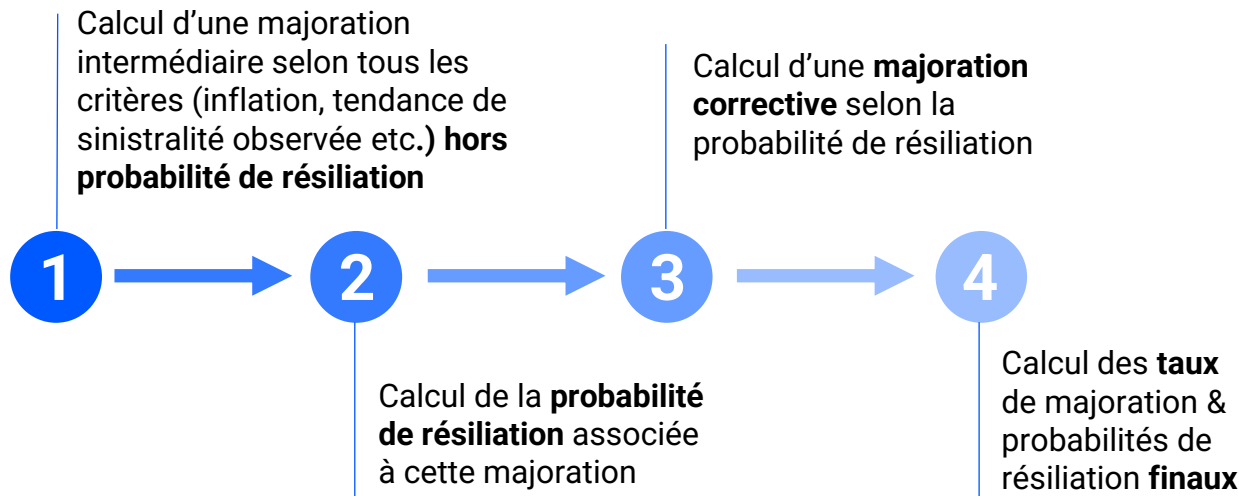 Calcul d’une majoration
intermédiaire selon tous les
critères (inflation, tendance de
sinistralité observée etc.) hors
probabilité de résiliation
Calcul d’une majoration
corrective selon la
probabilité de résiliation
1
2
3
4
Calcul de la probabilité
de résiliation associée
à cette majoration
Calcul des taux
de majoration &
probabilités de
résiliation finaux